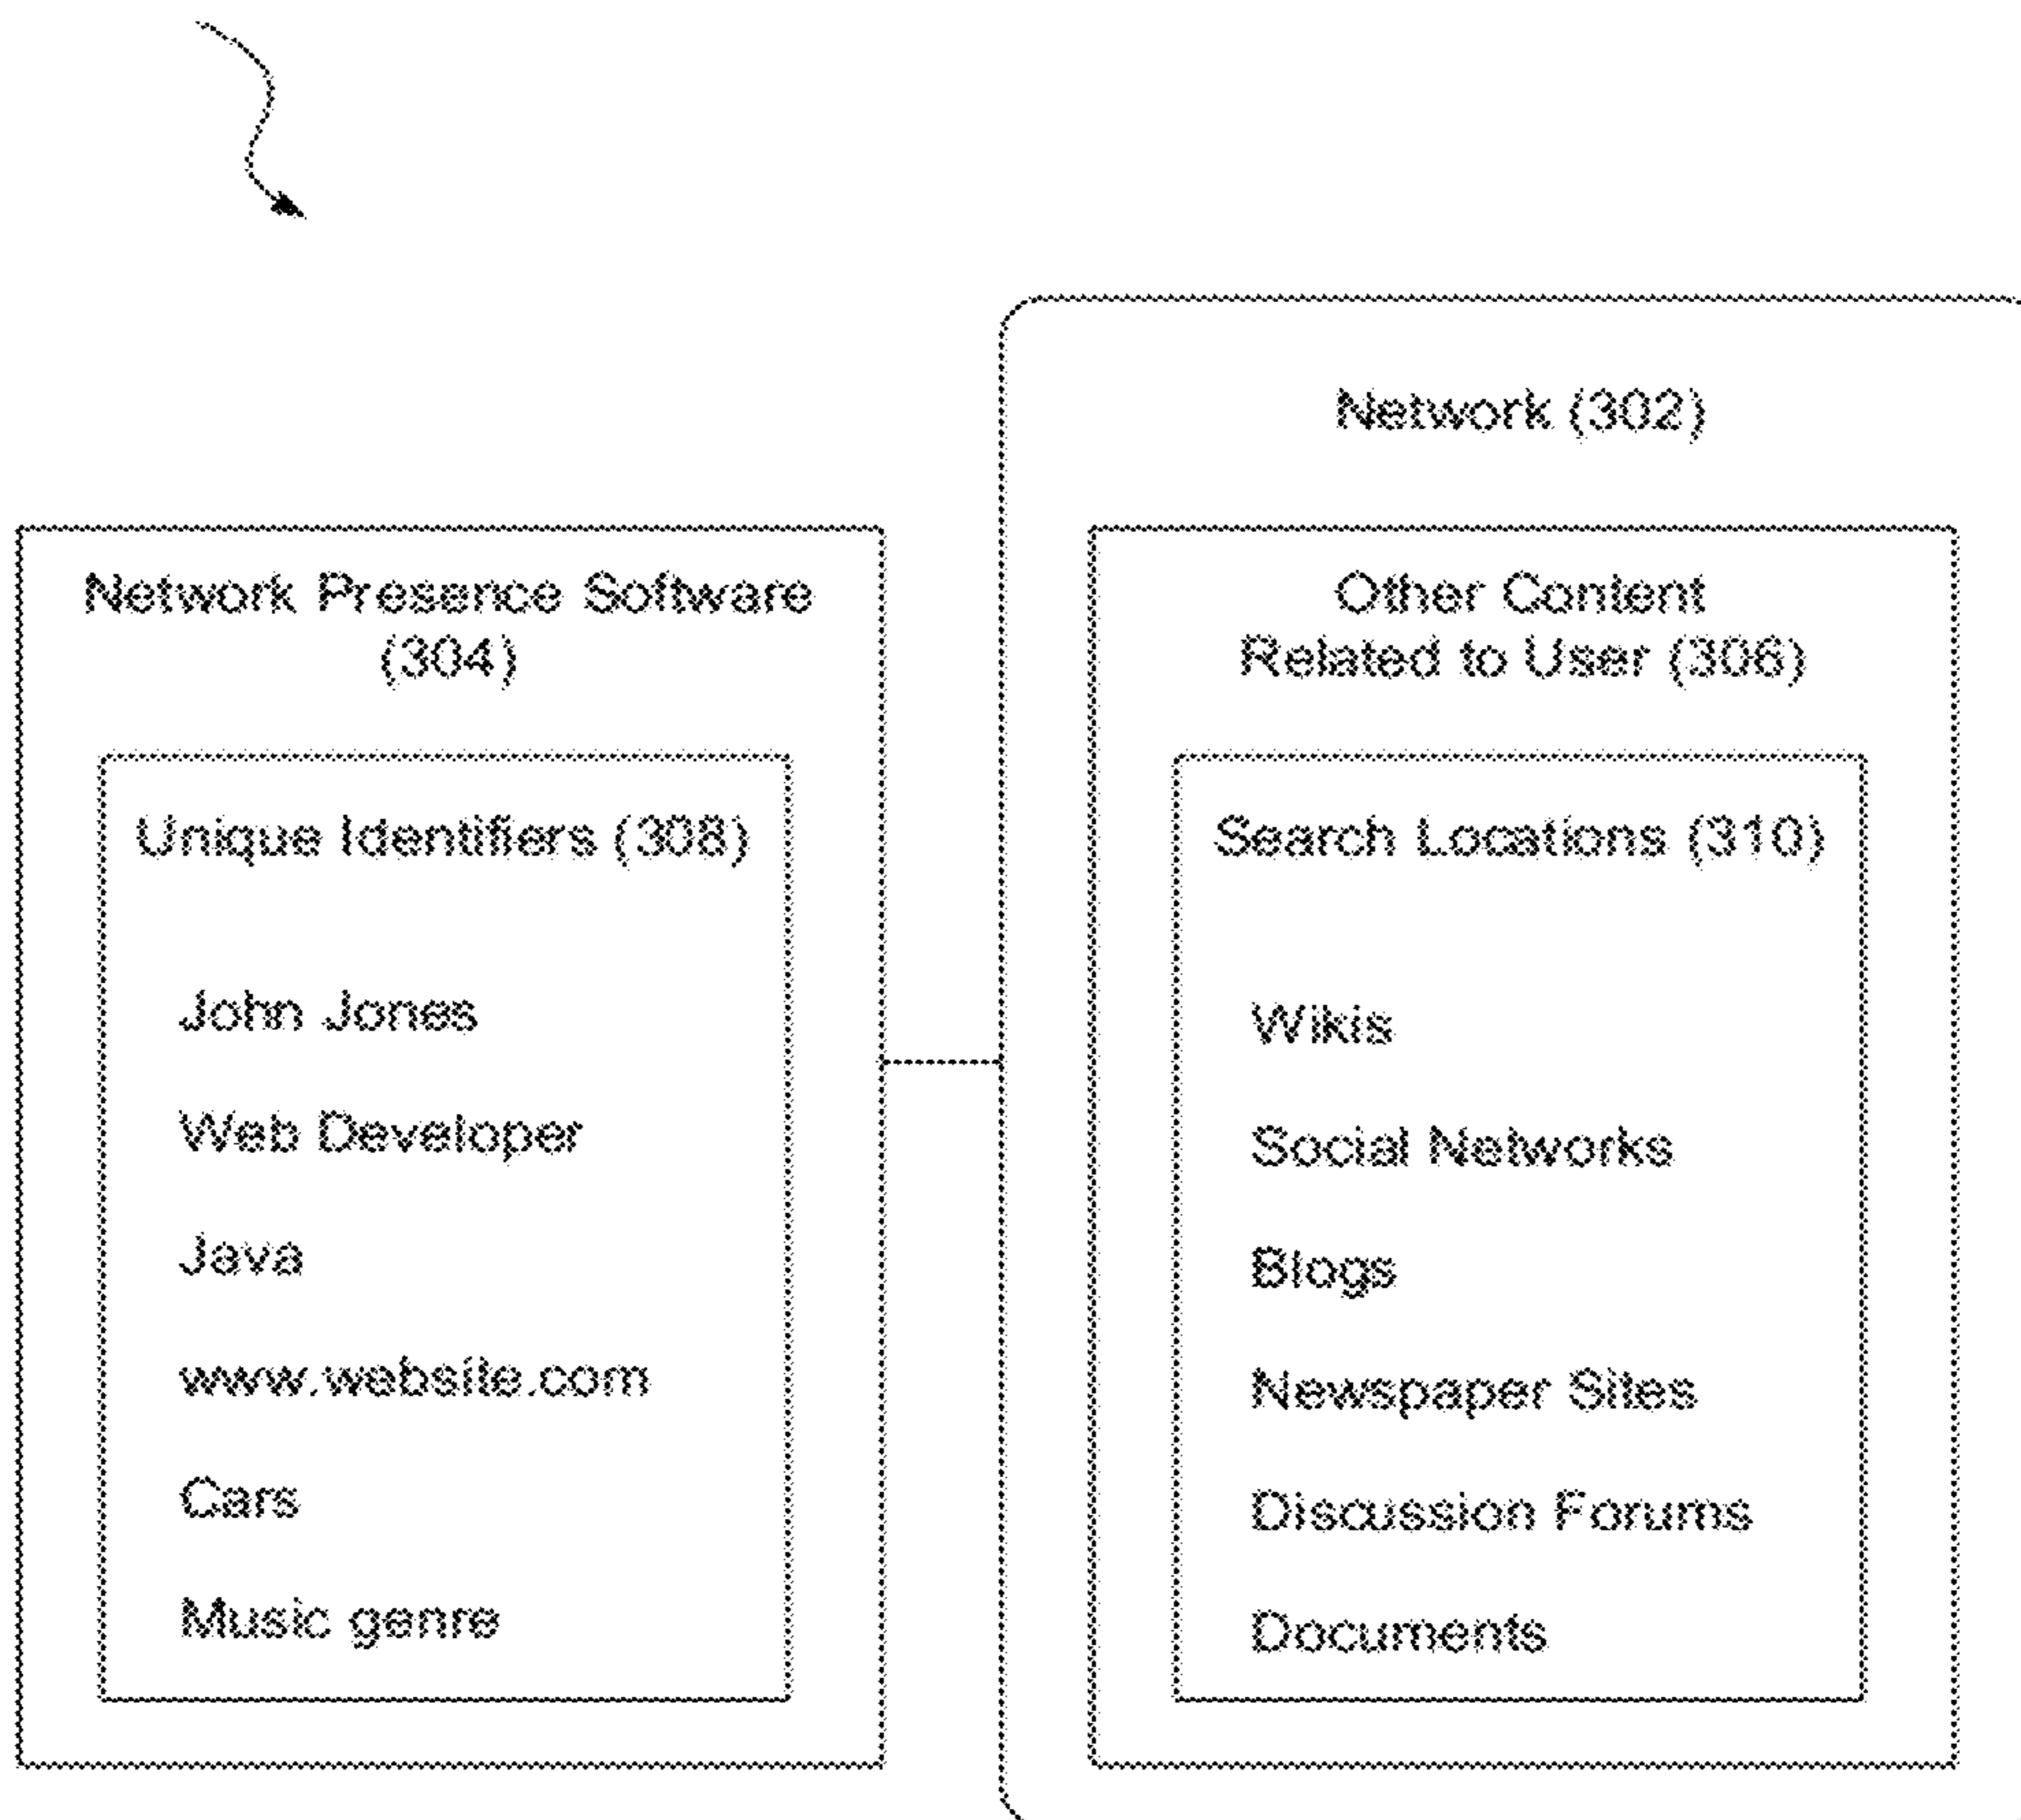 Network (302)
Network Presence Software
(304)
Unique Identifiers (308)
John Jones
Web Developer
Java
www.website.com
Cars
Music genre
Other Content
Related to User (306)
Search Locations (310)
Wikis
Social Networks
Blogs
Newspaper Sites
Discussion Forums
Documents